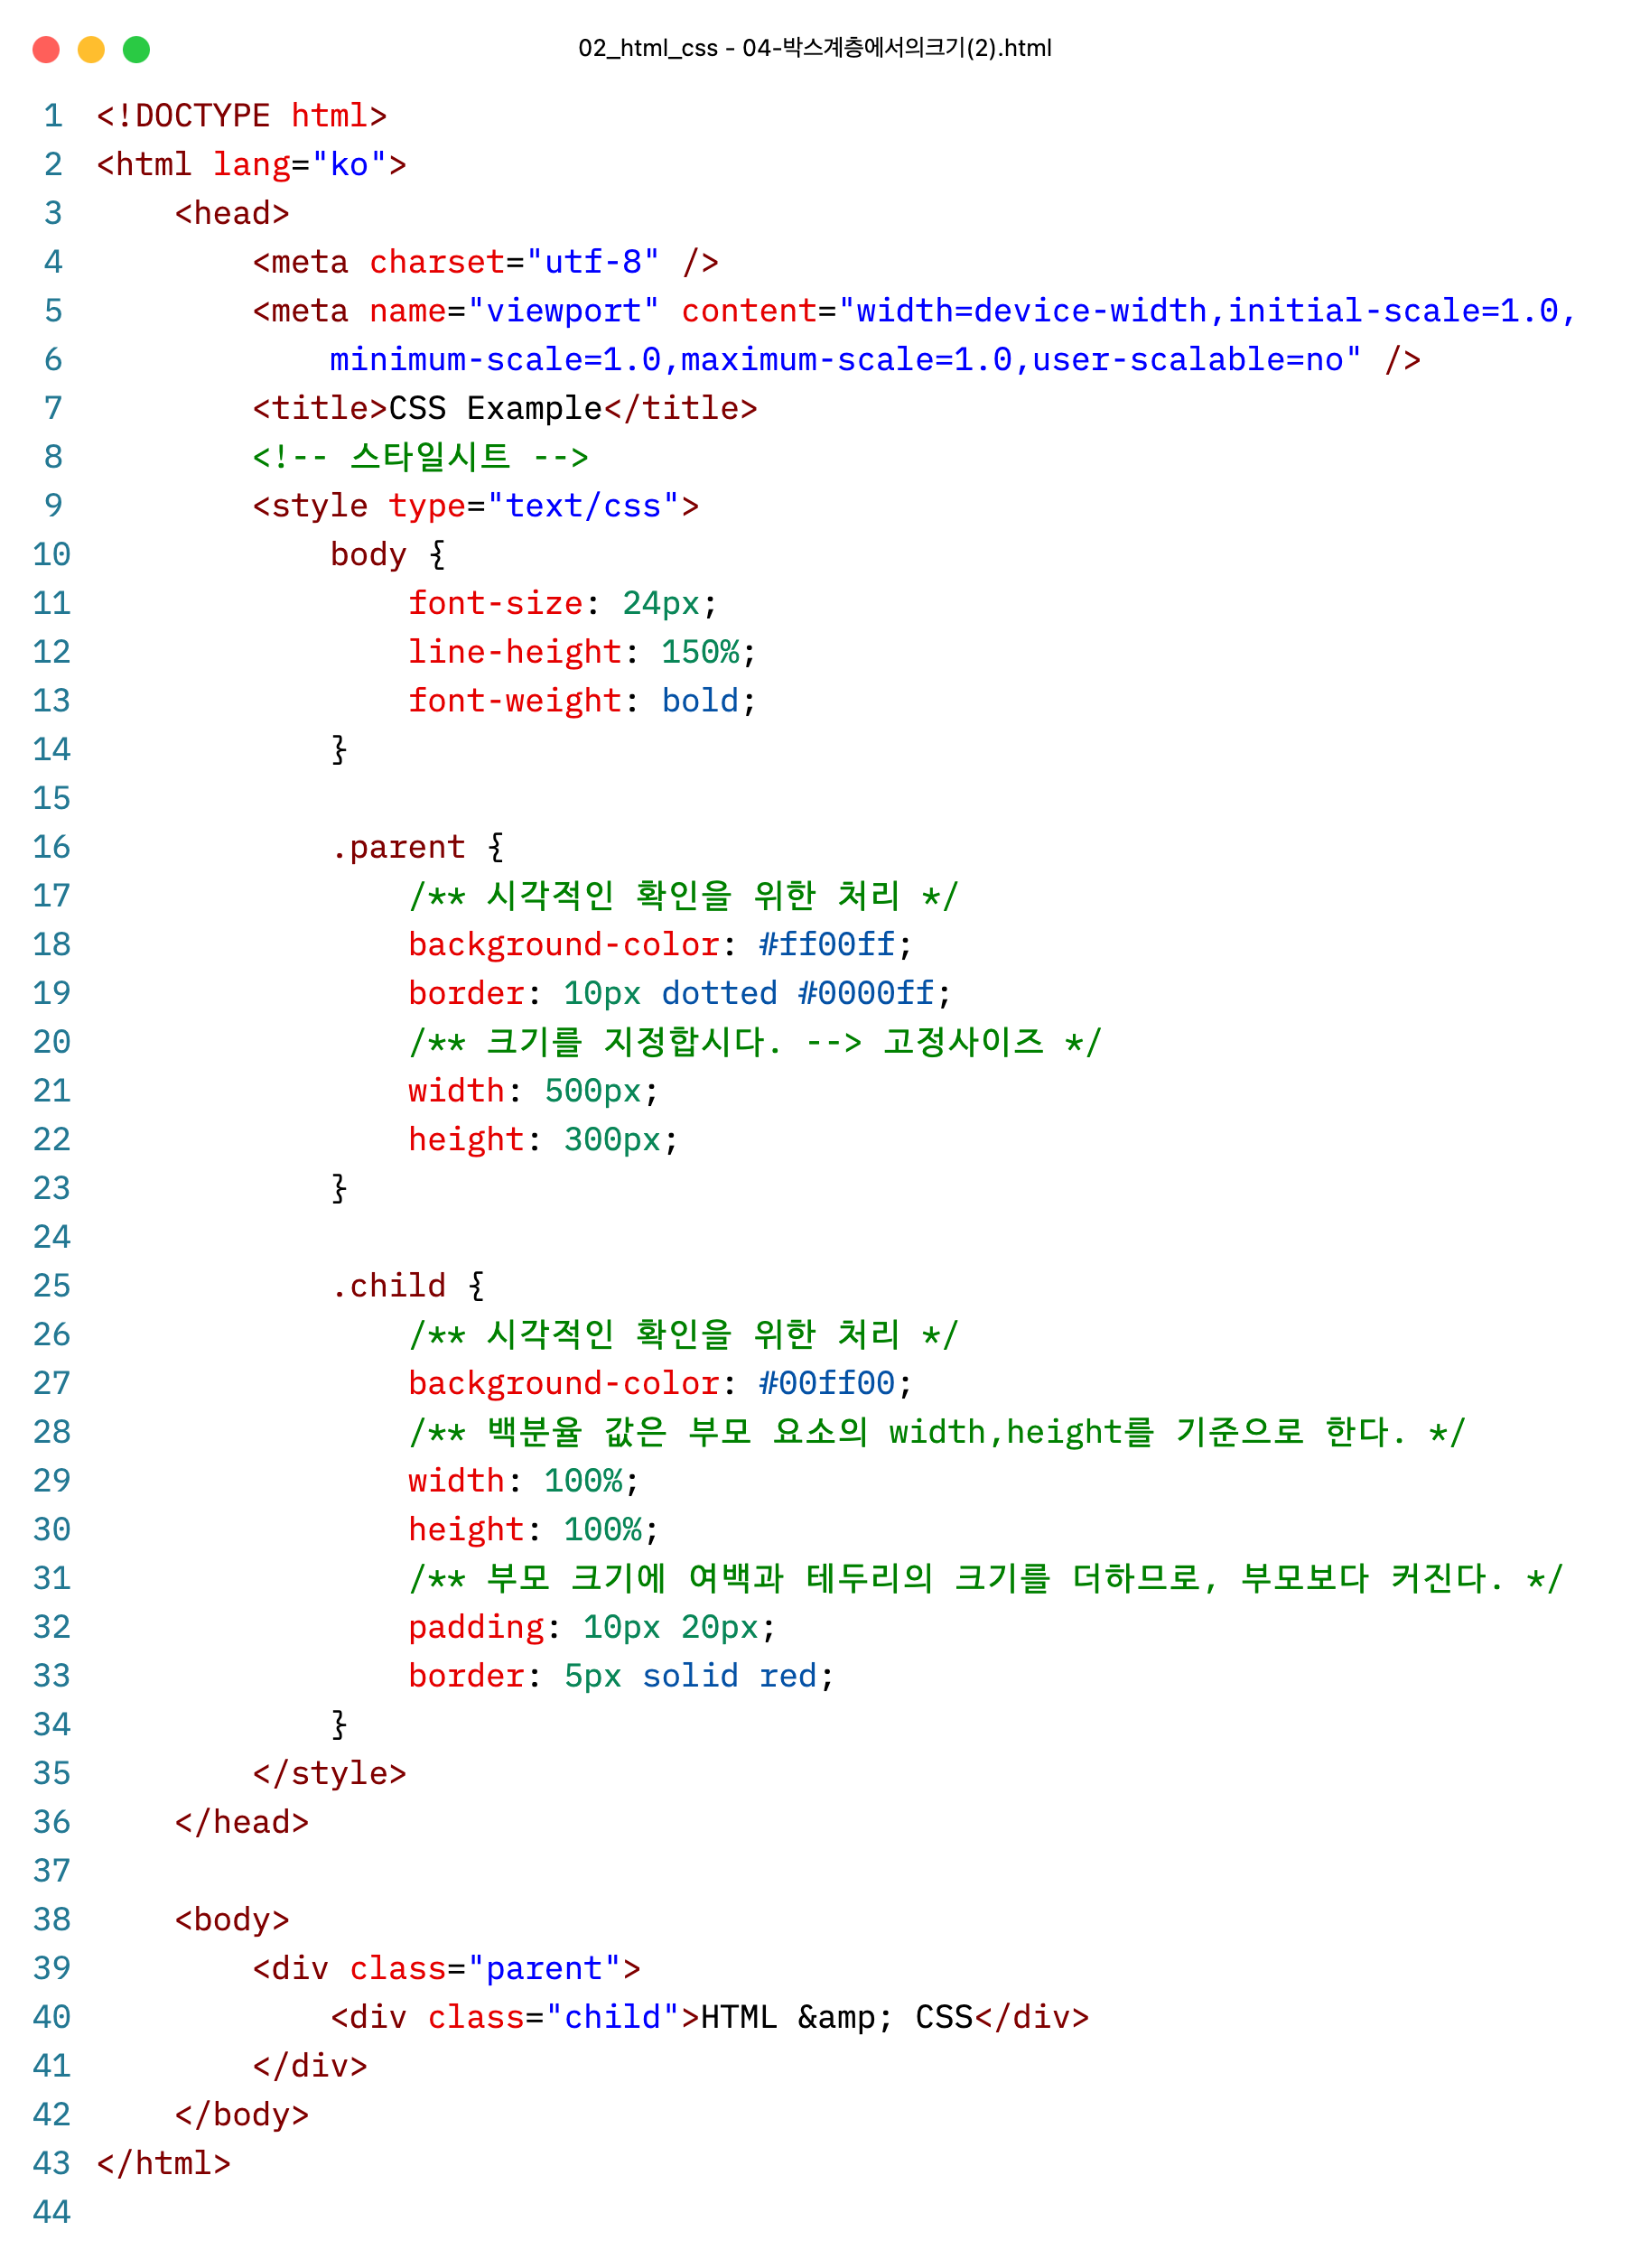 02_html_css - 04-박스계층에서의크기(2).html
1 <!DOCTYPE html>
2 <html lang="ko">
3     <head>
4         <meta charset="utf-8" />
5         <meta name="viewport" content="width=device-width,initial-scale=1.0,
6             minimum-scale=1.0,maximum-scale=1.0,user-scalable=no" />
7         <title>CSS Example</title>
8         <!-- 스타일시트 -->
9         <style type="text/css">
10             body {
11                 font-size: 24px;
12                 line-height: 150%;
13                 font-weight: bold;
14             }
15
16             .parent {
17                 /** 시각적인 확인을 위한 처리 */
18                 background-color: #ff00ff;
19                 border: 10px dotted #0000ff;
20                 /** 크기를 지정합시다. --> 고정사이즈 */
21                 width: 500px;
22                 height: 300px;
23             }
24
25             .child {
26                 /** 시각적인 확인을 위한 처리 */
27                 background-color: #00ff00;
28                 /** 백분율 값은 부모 요소의 width,height를 기준으로 한다. */
29                 width: 100%;
30                 height: 100%;
31                 /** 부모 크기에 여백과 테두리의 크기를 더하므로, 부모보다 커진다. */
32                 padding: 10px 20px;
33                 border: 5px solid red;
34             }
35         </style>
36     </head>
37
38     <body>
39         <div class="parent">
40             <div class="child">HTML &amp; CSS</div>
41         </div>
42     </body>
43 </html>
44